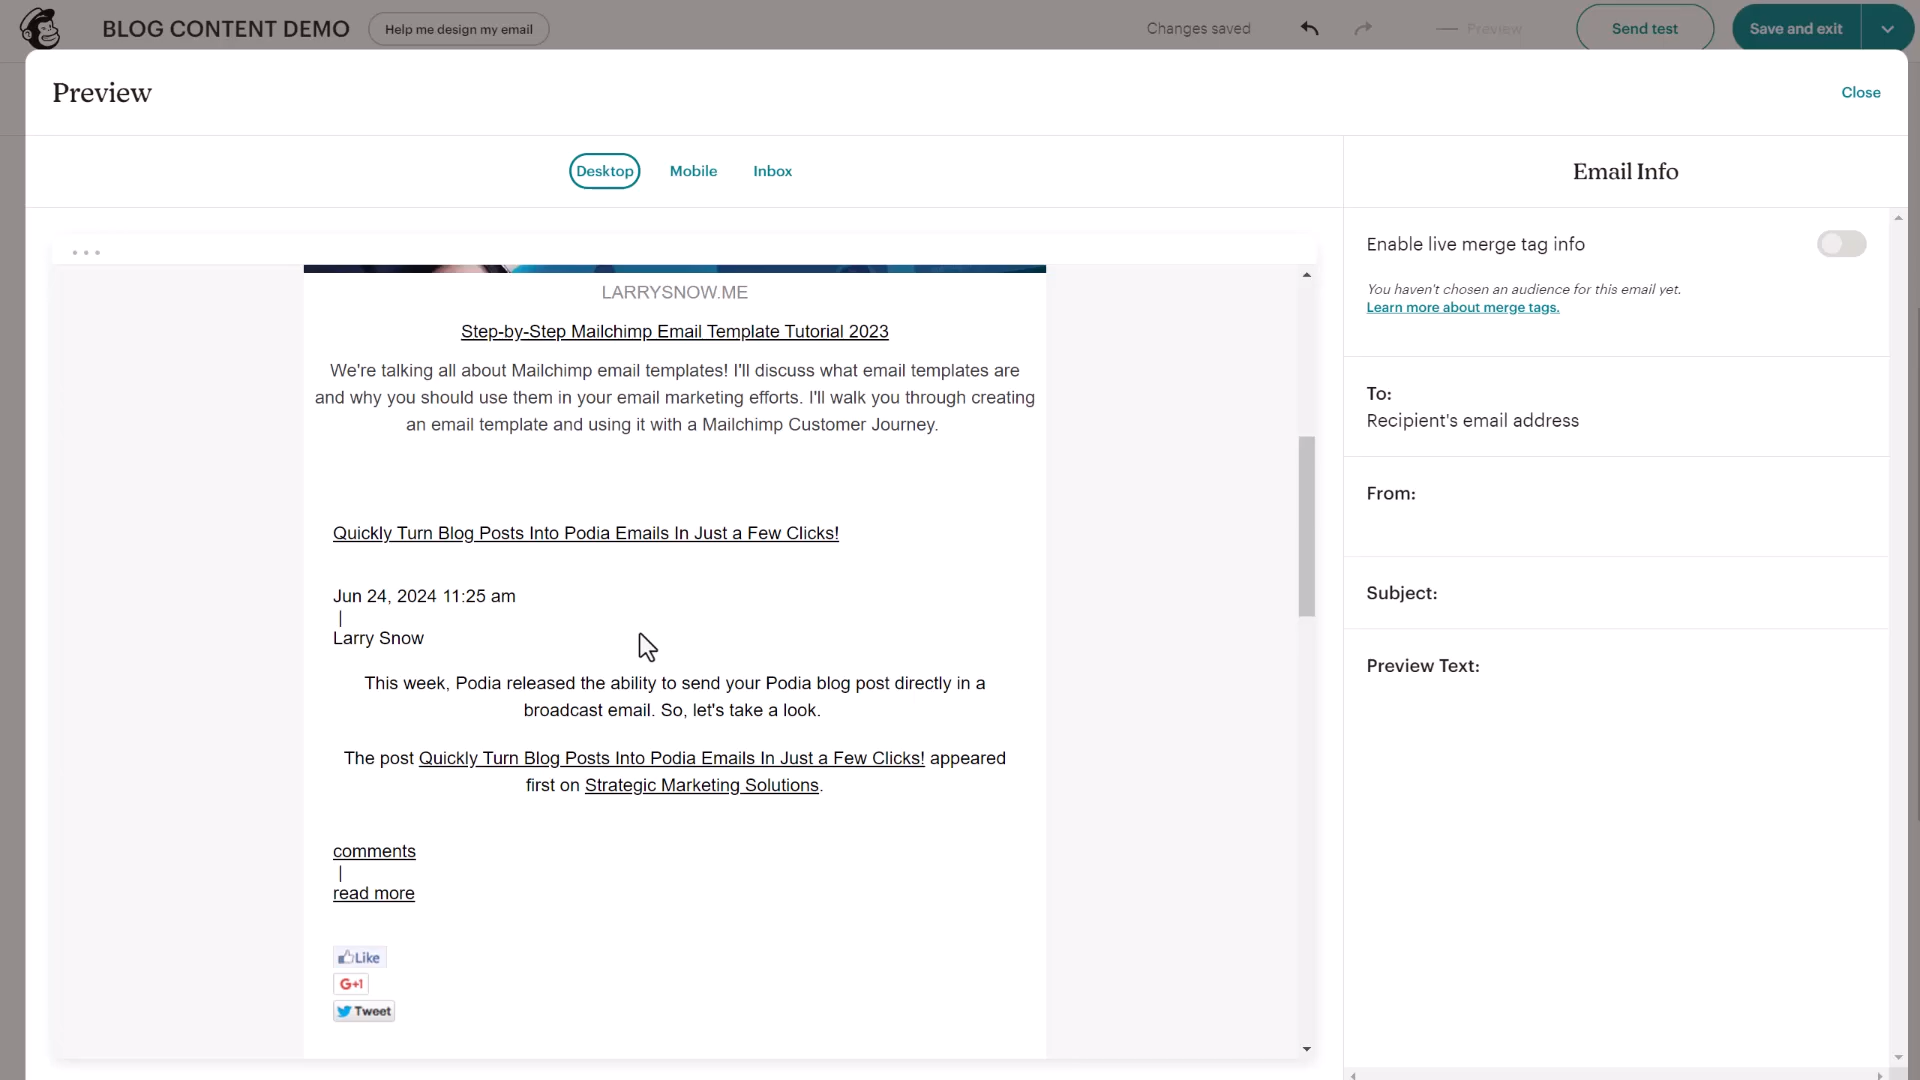 BLOG CONTENT DEMO
Help me design my email
Changes saved
Preview
Send test
Save and exit
Preview
Close
Desktop
Mobile
Inbox
Email Info
LARRYSNOW.ME
Step-by-Step Mailchimp Email Template Tutorial 2023
We're talking all about Mailchimp email templates! I'll discuss what email templates are
and why you should use them in your email marketing efforts. I'll walk you through creating
an email template and using it with a Mailchimp Customer Journey.
Quickly Turn Blog Posts Into Podia Emails In Just a Few Clicks!
Jun 24, 2024 11:25 am
|
Larry Snow
This week, Podia released the ability to send your Podia blog post directly in a
broadcast email. So, let's take a look.
The post Quickly Turn Blog Posts Into Podia Emails In Just a Few Clicks! appeared
first on Strategic Marketing Solutions.
comments
|
read more
Like
G+1
Tweet
Enable live merge tag info
You haven't chosen an audience for this email yet.
Learn more about merge tags.
To:
Recipient's email address
From:
Subject:
Preview Text: